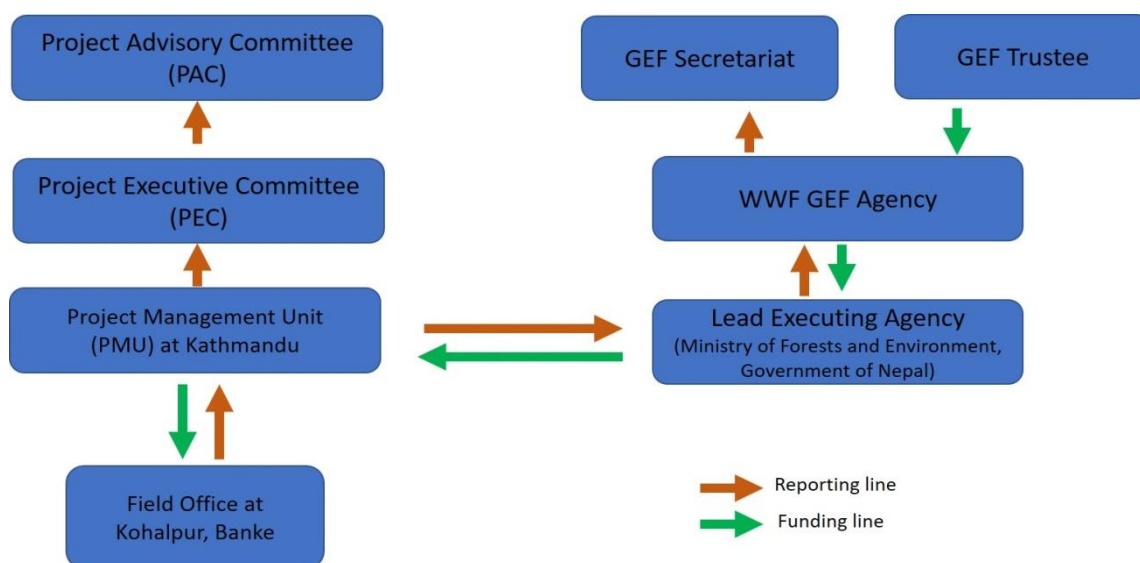 Project Advisory Committee
(PAC)
GEF Secretariat
GEF Trustee
Project Executive Committee
(PEC)
WWF GEF Agency
Project Management Unit
(PMU) at Kathmandu
Lead Executing Agency
(Ministry of Forests and Environment,
Government of Nepal)
Field Office at
Kohalpur, Banke
Reporting line
Funding line